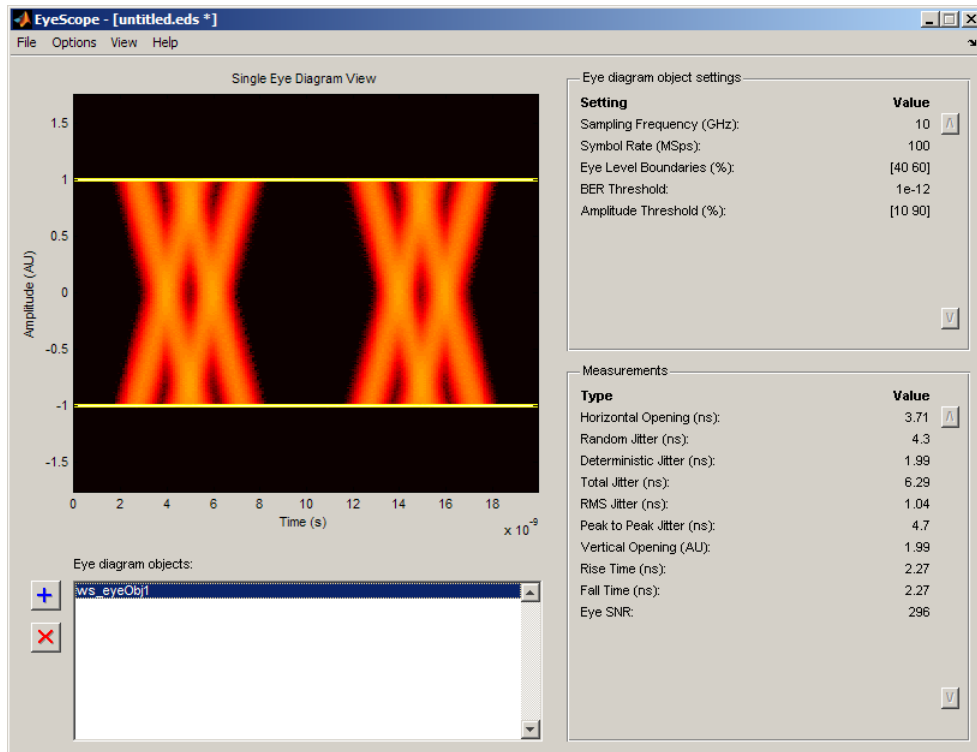 EyeScope - [untitled.eds *]
File Options View Help
Single Eye Diagram View
1.5
1
0.5
0
-0.5
-1
-1.5
Amplitude (AU)
0 2 4 6 8 10 12 14 16 18
Time (s)
x 10⁻⁹
Eye diagram objects:
ws_eyeObj1
Eye diagram object settings
Setting Value
Sampling Frequency (GHz): 10
Symbol Rate (MSps): 100
Eye Level Boundaries (%): [40 60]
BER Threshold: 1e-12
Amplitude Threshold (%): [10 90]
Measurements
Type Value
Horizontal Opening (ns): 3.71
Random Jitter (ns): 4.3
Deterministic Jitter (ns): 1.99
Total Jitter (ns): 6.29
RMS Jitter (ns): 1.04
Peak to Peak Jitter (ns): 4.7
Vertical Opening (AU): 1.99
Rise Time (ns): 2.27
Fall Time (ns): 2.27
Eye SNR: 296